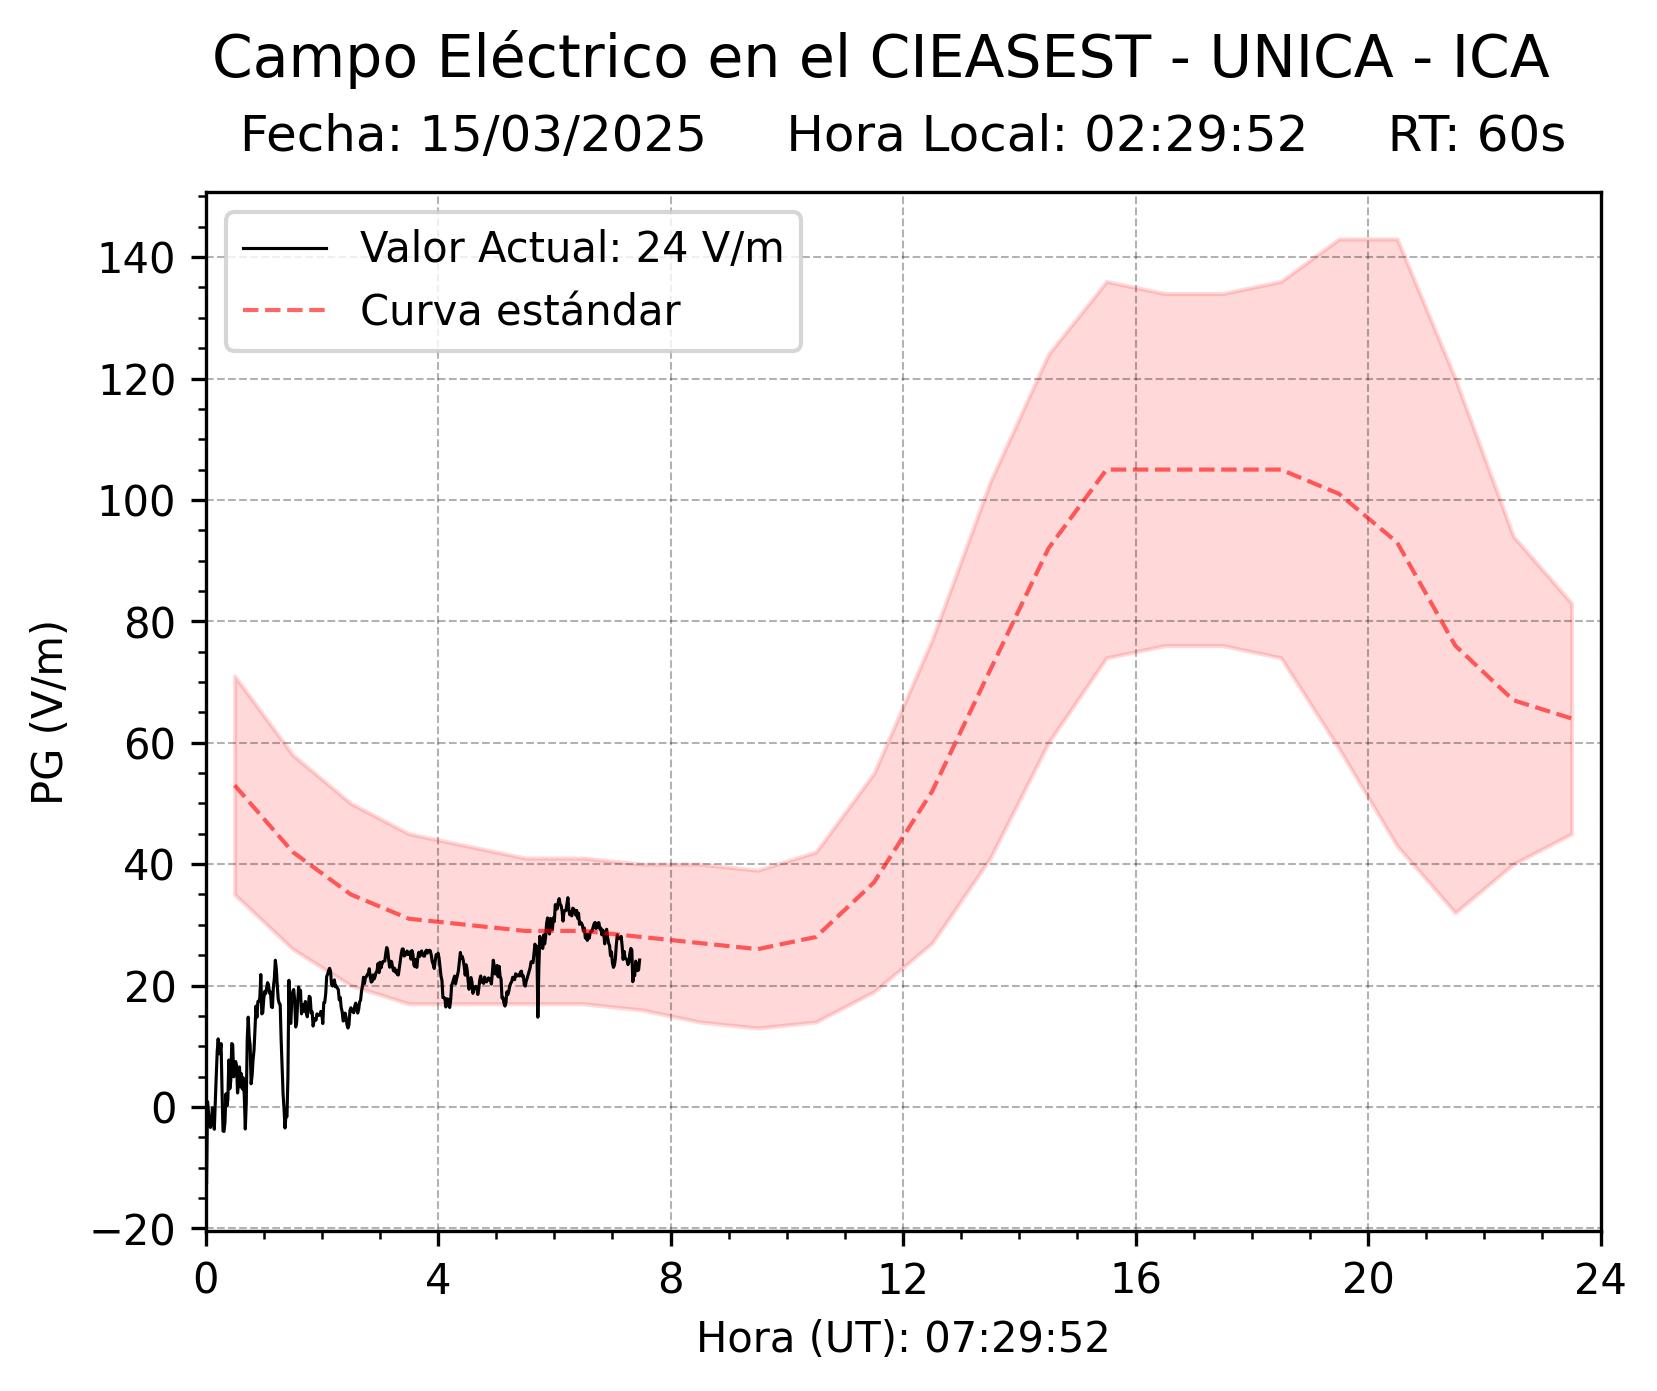 Campo Eléctrico en el CIEASEST - UNICA - ICA
Fecha: 15/03/2025 Hora Local: 02:29:52 RT: 60s
Valor Actual: 24 V/m
Curva estándar
PG (V/m)
140
120
100
80
60
40
20
0
−20
0 4 8 12 16 20 24
Hora (UT): 07:29:52